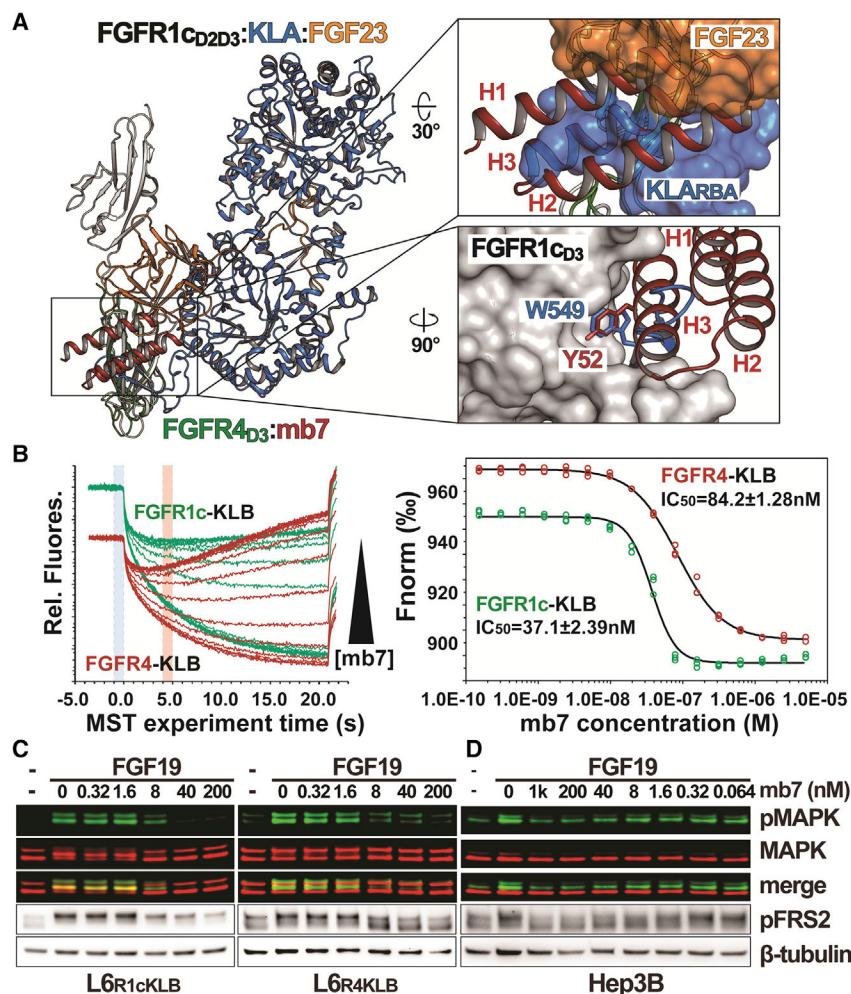 A
FGFR1cD2D3:KLA:FGF23
30°
90°
FGFR4D3:mb7
FGF23
H1
H3
H2
KLARBA
FGFR1cD3
H1
W549
H3
Y52
H2
B
Rel. Fluores.
FGFR1c-KLB
FGFR4-KLB
[mb7]
-5.0 0.0 5.0 10.0 15.0 20.0
MST experiment time (s)
Fnorm (‰)
960
940
920
900
FGFR4-KLB
IC50=84.2±1.28nM
FGFR1c-KLB
IC50=37.1±2.39nM
1.0E-10 1.0E-09 1.0E-08 1.0E-07 1.0E-06 1.0E-05
mb7 concentration (M)
C
- FGF19 - FGF19
- 0 0.32 1.6 8 40 200 - 0 0.32 1.6 8 40 200
L6R1cKLB L6R4KLB
D
- FGF19
- 0 1k 200 40 8 1.6 0.32 0.064 mb7 (nM)
pMAPK
MAPK
merge
pFRS2
β-tubulin
Hep3B